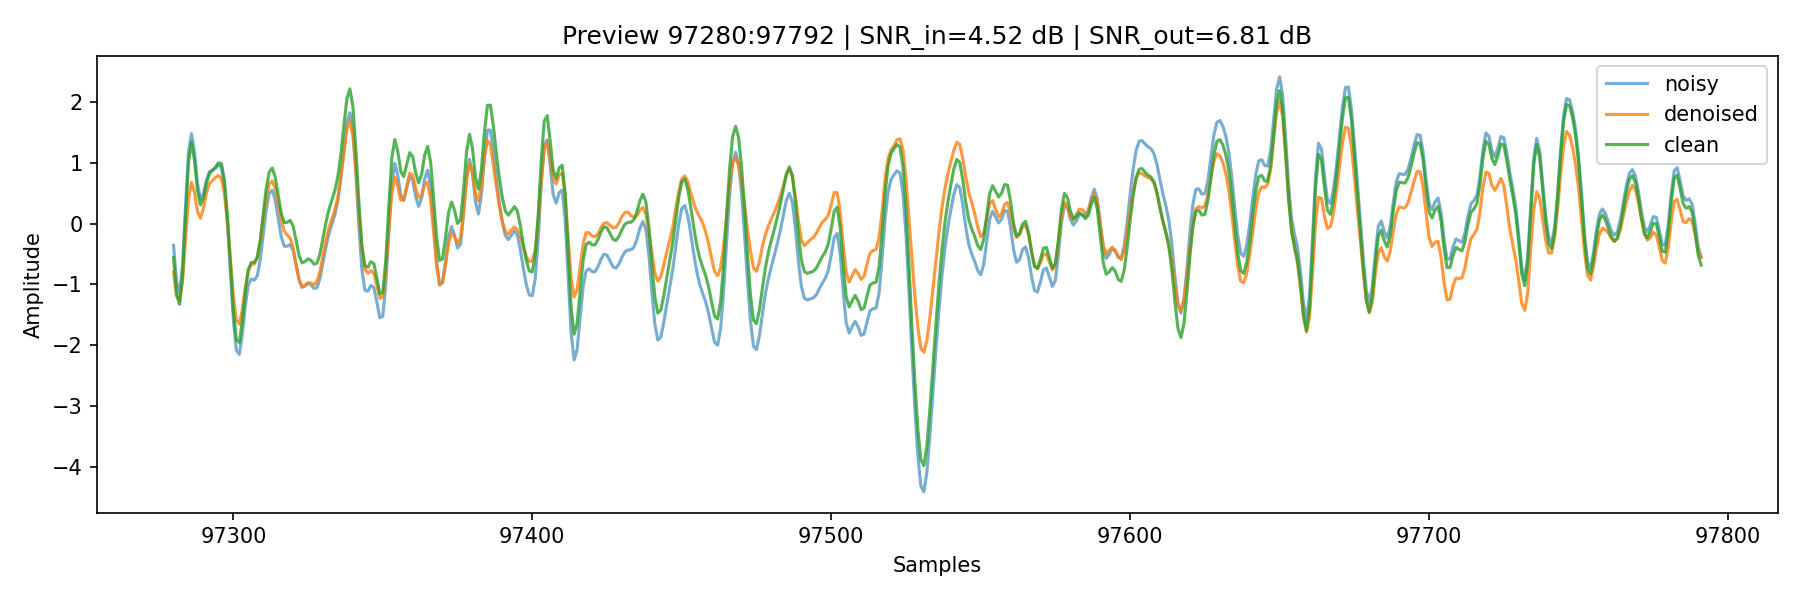 Preview 97280:97792 | SNR_in=4.52 dB | SNR_out=6.81 dB
noisy
denoised
clean
Amplitude
2
1
0
−1
−2
−3
−4
97300 97400 97500 97600 97700 97800
Samples